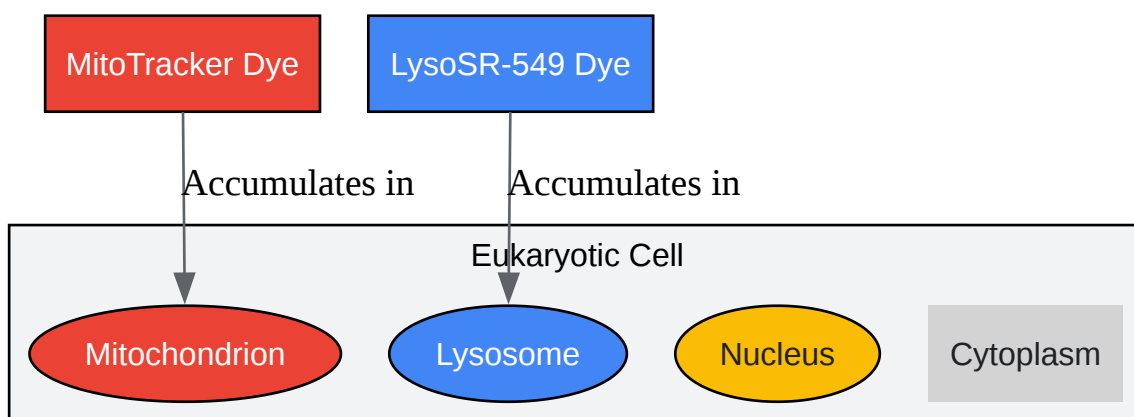 MitoTracker Dye
LysoSR-549 Dye
Accumulates in
Accumulates in
Eukaryotic Cell
Mitochondrion
Lysosome
Nucleus
Cytoplasm